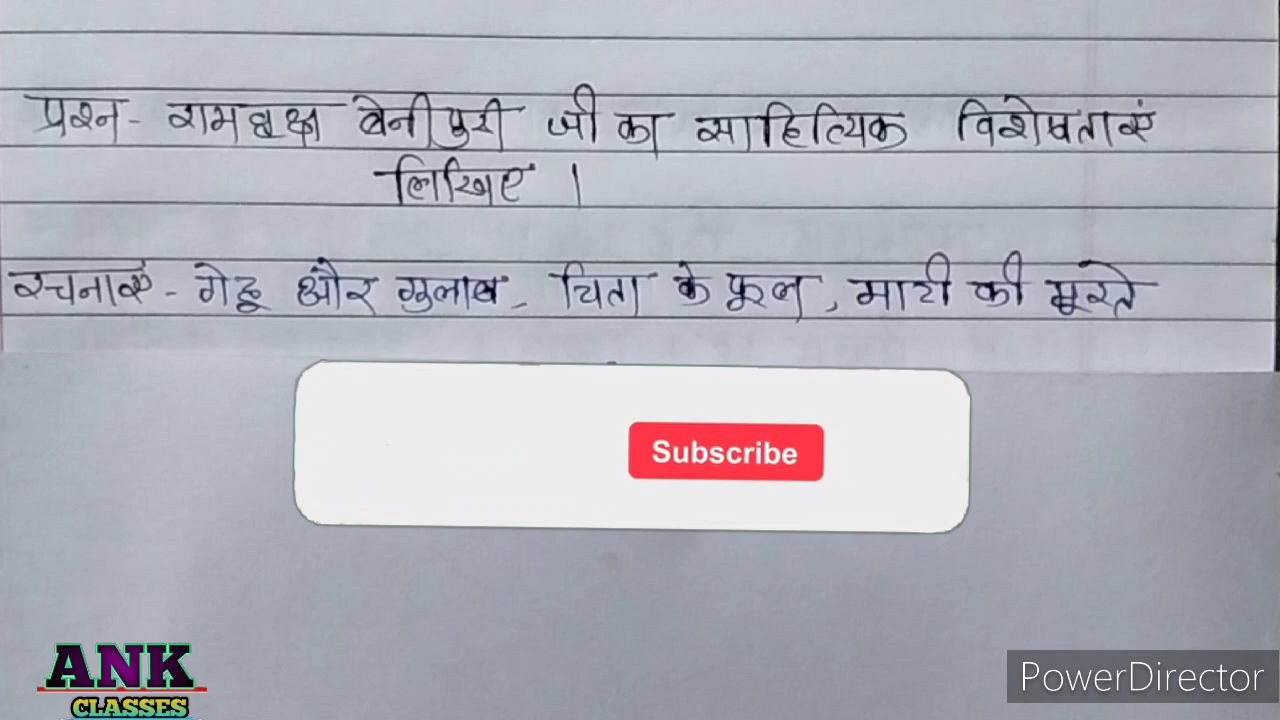 प्रश्न- रामवृक्ष बेनीपुरी जी का साहित्यिक विशेषताएं
लिखिए ।
रचनाएं - गेहू और गुलाब - चिता के फूल, माटी की मूरते
Subscribe
ANK
CLASSES
PowerDirector